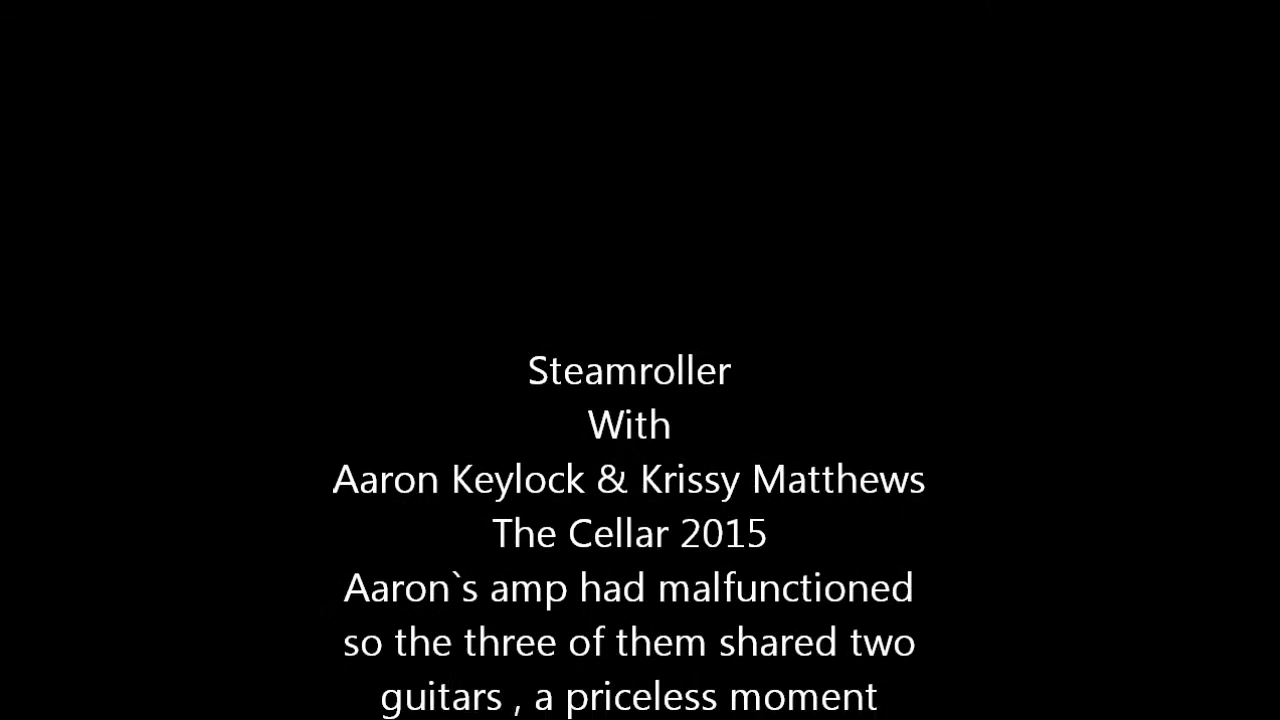 Steamroller
With
Aaron Keylock & Krissy Matthews
The Cellar 2015
Aaron`s amp had malfunctioned
so the three of them shared two
guitars , a priceless moment